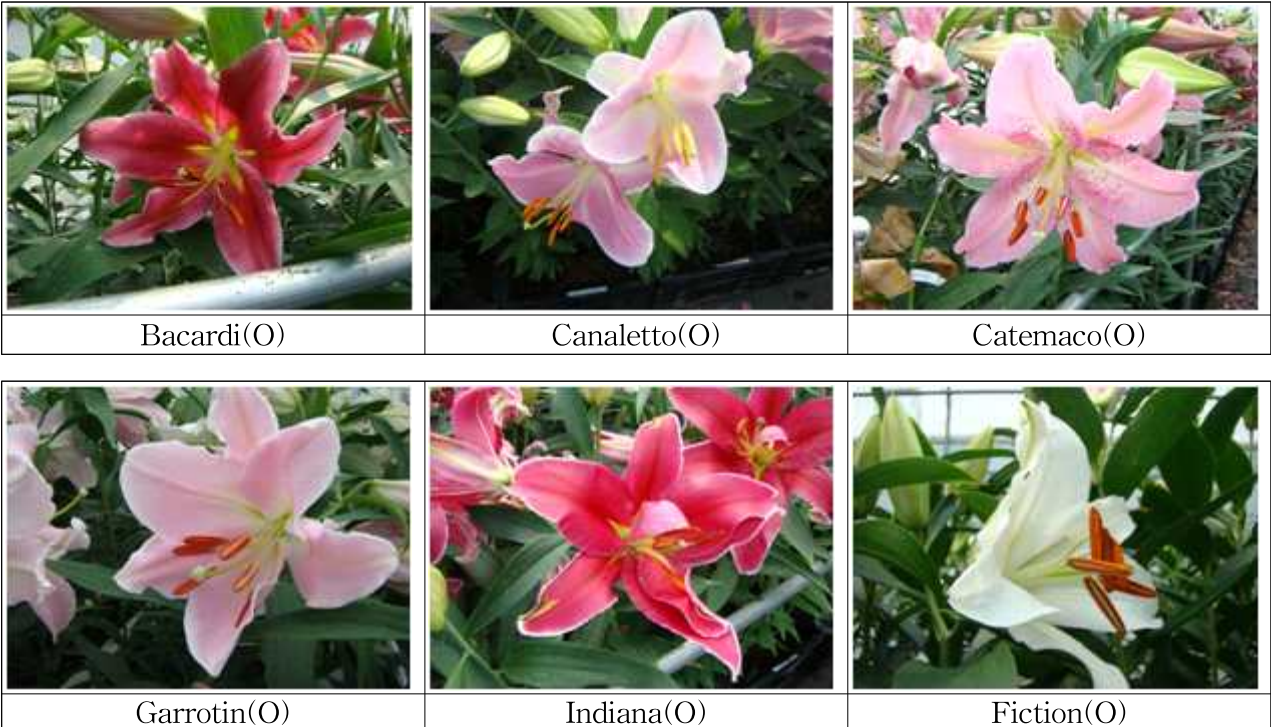 Bacardi(O)
Canaletto(O)
Catemaco(O)
Garrotin(O)
Indiana(O)
Fiction(O)